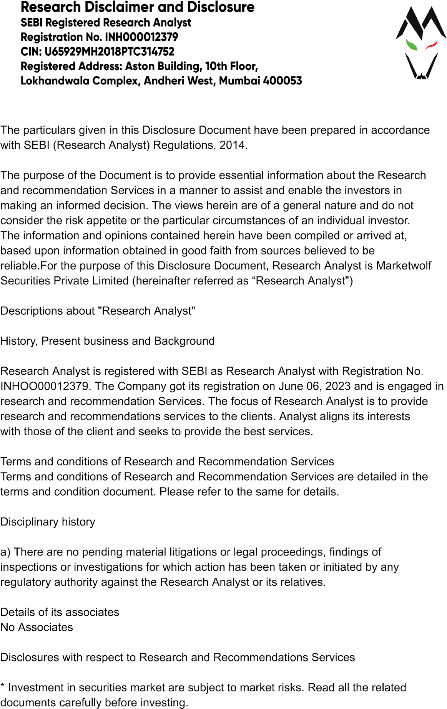 Research Disclaimer and Disclosure
SEBI Registered Research Analyst
Registration No. INH000012379
CIN: U65929MH2018PTC314752
Registered Address: Aston Building, 10th Floor,
Lokhandwala Complex, Andheri West, Mumbai 400053
The particulars given in this Disclosure Document have been prepared in accordance
with SEBI (Research Analyst) Regulations, 2014.
The purpose of the Document is to provide essential information about the Research
and recommendation Services in a manner to assist and enable the investors in
making an informed decision. The views herein are of a general nature and do not
consider the risk appetite or the particular circumstances of an individual investor.
The information and opinions contained herein have been compiled or arrived at,
based upon information obtained in good faith from sources believed to be
reliable.For the purpose of this Disclosure Document, Research Analyst is Marketwolf
Securities Private Limited (hereinafter referred as “Research Analyst")
Descriptions about "Research Analyst"
History, Present business and Background
Research Analyst is registered with SEBI as Research Analyst with Registration No.
INHOO00012379. The Company got its registration on June 06, 2023 and is engaged in
research and recommendation Services. The focus of Research Analyst is to provide
research and recommendations services to the clients. Analyst aligns its interests
with those of the client and seeks to provide the best services.
Terms and conditions of Research and Recommendation Services
Terms and conditions of Research and Recommendation Services are detailed in the
terms and condition document. Please refer to the same for details.
Disciplinary history
a) There are no pending material litigations or legal proceedings, findings of
inspections or investigations for which action has been taken or initiated by any
regulatory authority against the Research Analyst or its relatives.
Details of its associates
No Associates
Disclosures with respect to Research and Recommendations Services
* Investment in securities market are subject to market risks. Read all the related
documents carefully before investing.